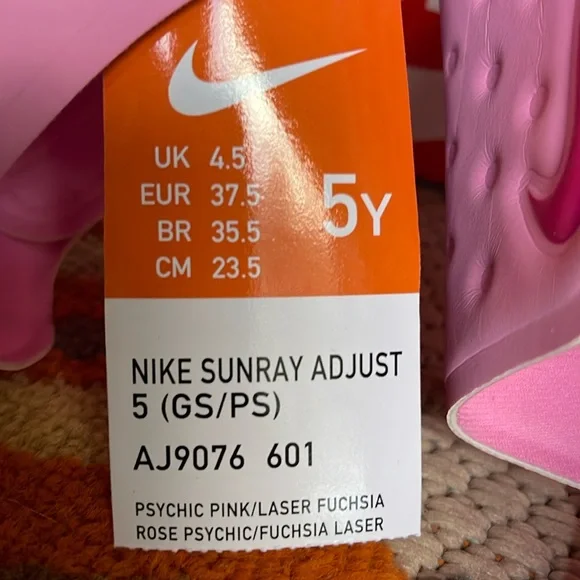 UK 4.5
EUR 37.5
BR 35.5
CM 23.5
5Y
NIKE SUNRAY ADJUST
5 (GS/PS)
AJ9076 601
PSYCHIC PINK/LASER FUCHSIA
ROSE PSYCHIC/FUCHSIA LASER